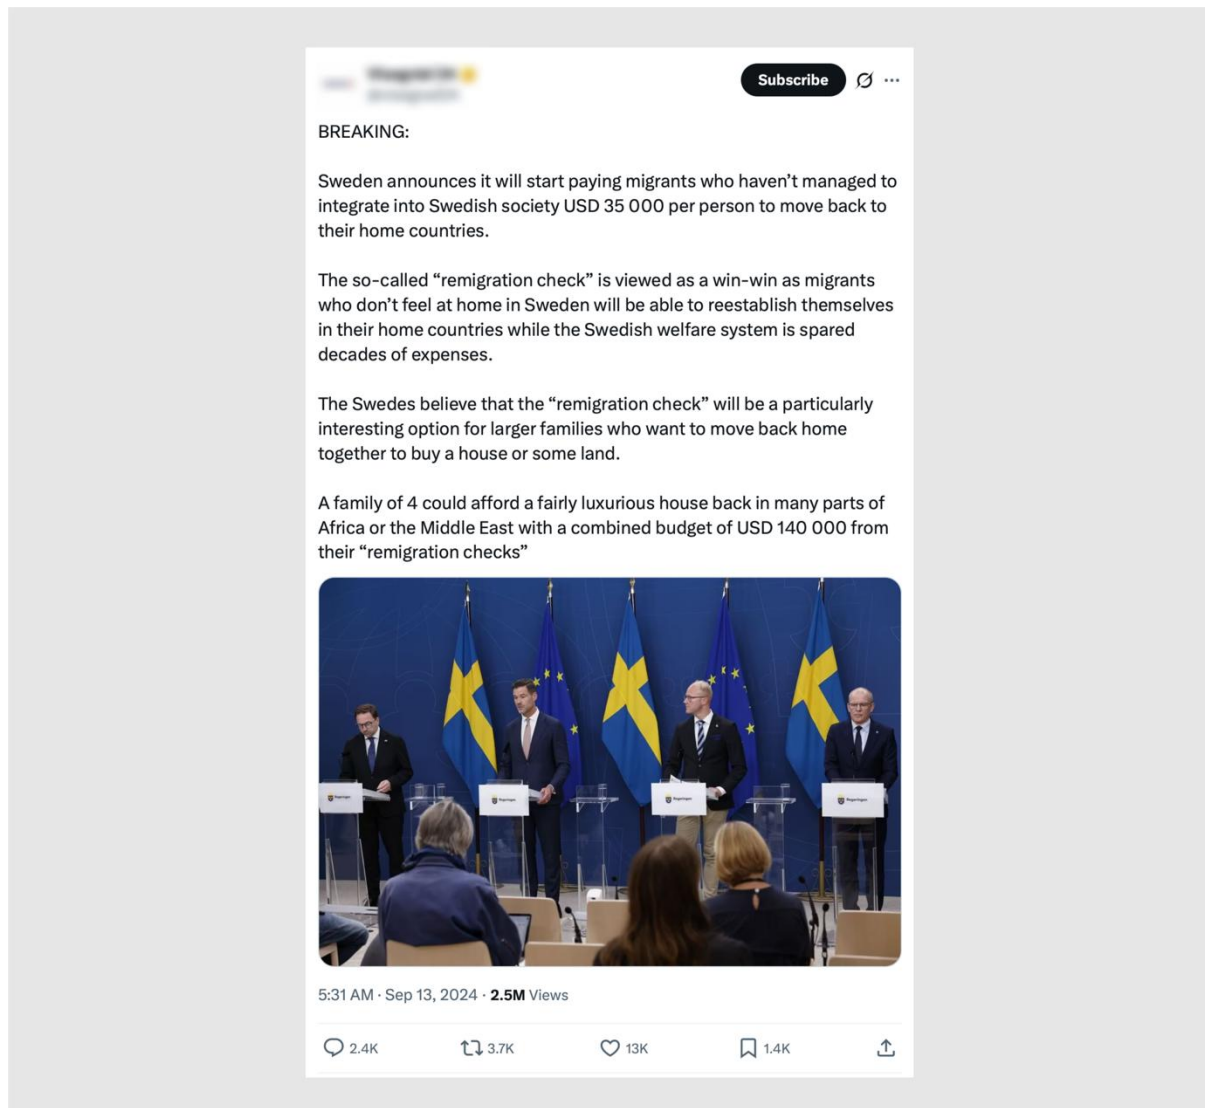 Subscribe
BREAKING:
Sweden announces it will start paying migrants who haven’t managed to
integrate into Swedish society USD 35 000 per person to move back to
their home countries.
The so-called “remigration check” is viewed as a win-win as migrants
who don’t feel at home in Sweden will be able to reestablish themselves
in their home countries while the Swedish welfare system is spared
decades of expenses.
The Swedes believe that the “remigration check” will be a particularly
interesting option for larger families who want to move back home
together to buy a house or some land.
A family of 4 could afford a fairly luxurious house back in many parts of
Africa or the Middle East with a combined budget of USD 140 000 from
their “remigration checks”
Regeringen
5:31 AM · Sep 13, 2024 · 2.5M Views
2.4K 3.7K 13K 1.4K